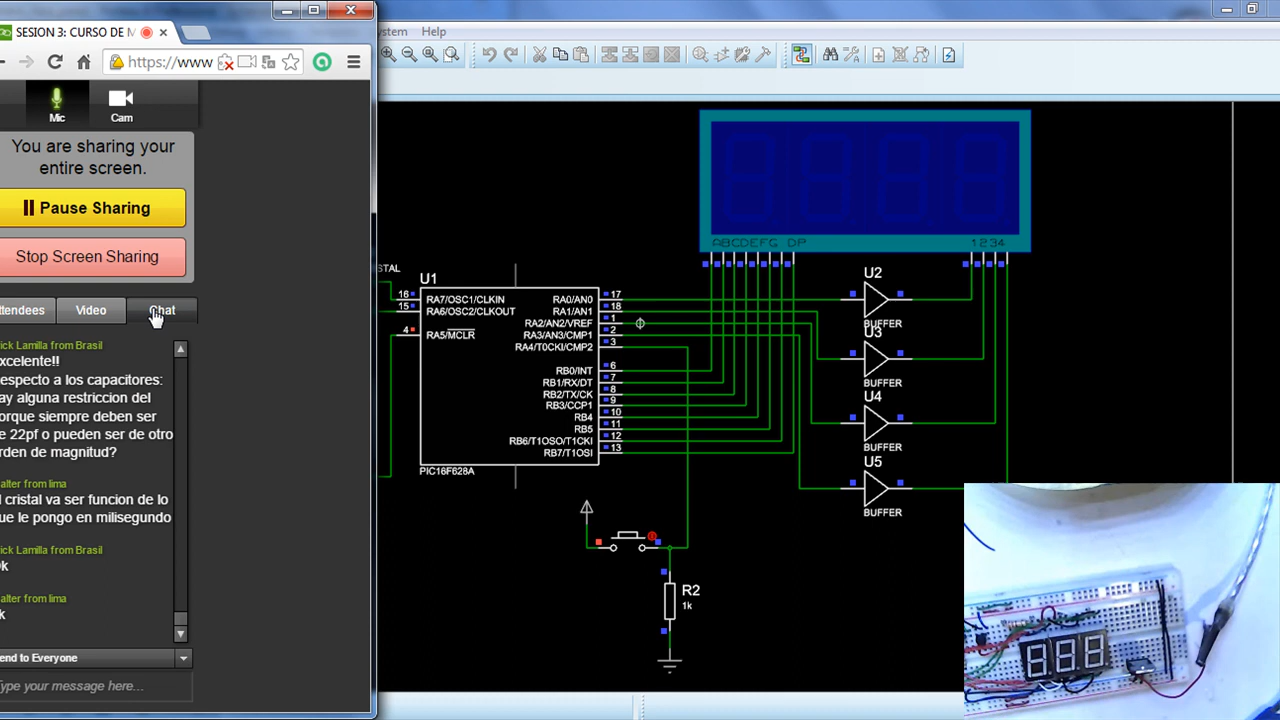 SESION 3: CURSO DE M
https://www
Mic
Cam
You are sharing your
entire screen.
Pause Sharing
Stop Screen Sharing
ttendees
Video
Chat
ick Lamilla from Brasil
xcelente!!
especto a los capacitores:
ay alguna restriccion del
orque siempre deben ser
e 22pf o pueden ser de otro
rden de magnitud?
alter from lima
l cristal va ser funcion de lo
ue le pongo en milisegundo
ick Lamilla from Brasil
k
alter from lima
k
end to Everyone
Type your message here...
ystem Help
ABCDEFG DP
1234
STAL
U1
16 RA7/OSC1/CLKIN
15 RA6/OSC2/CLKOUT
4 RA5/MCLR
RA0/AN0 17
RA1/AN1 18
RA2/AN2/VREF 1
RA3/AN3/CMP1 2
RA4/T0CKI/CMP2 3
RB0/INT 6
RB1/RX/DT 7
RB2/TX/CK 8
RB3/CCP1 9
RB4 10
RB5 11
RB6/T1OSO/T1CKI 12
RB7/T1OSI 13
PIC16F628A
U2
BUFFER
U3
BUFFER
U4
BUFFER
U5
BUFFER
R2
1k